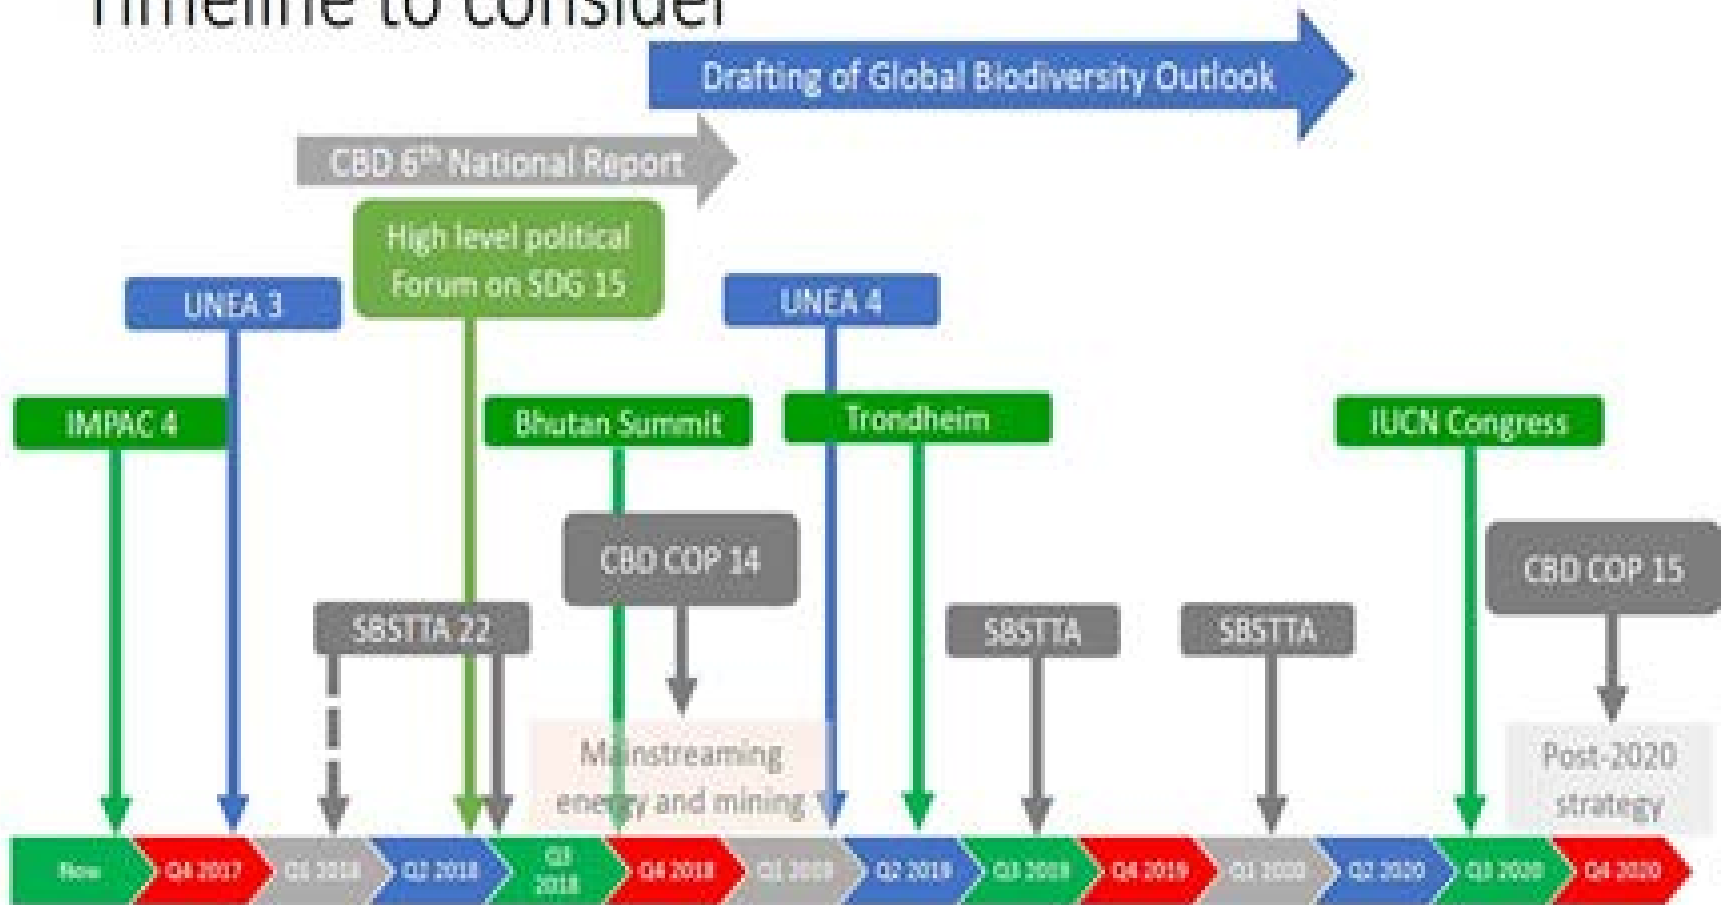 Timeline to consider
Drafting of Global Biodiversity Outlook
CBD 6th National Report
High level political
Forum on SDG 15
UNEA 3
UNEA 4
IMPAC 4
Bhutan Summit
Trondheim
IUCN Congress
CBD COP 14
CBD COP 15
SBSTTA 22
SBSTTA
SBSTTA
Mainstreaming
energy and mining
Post-2020
strategy
Now
Q4 2017
Q1 2018
Q2 2018
Q3
2018
Q4 2018
Q1 2019
Q2 2019
Q3 2019
Q4 2019
Q1 2020
Q2 2020
Q3 2020
Q4 2020